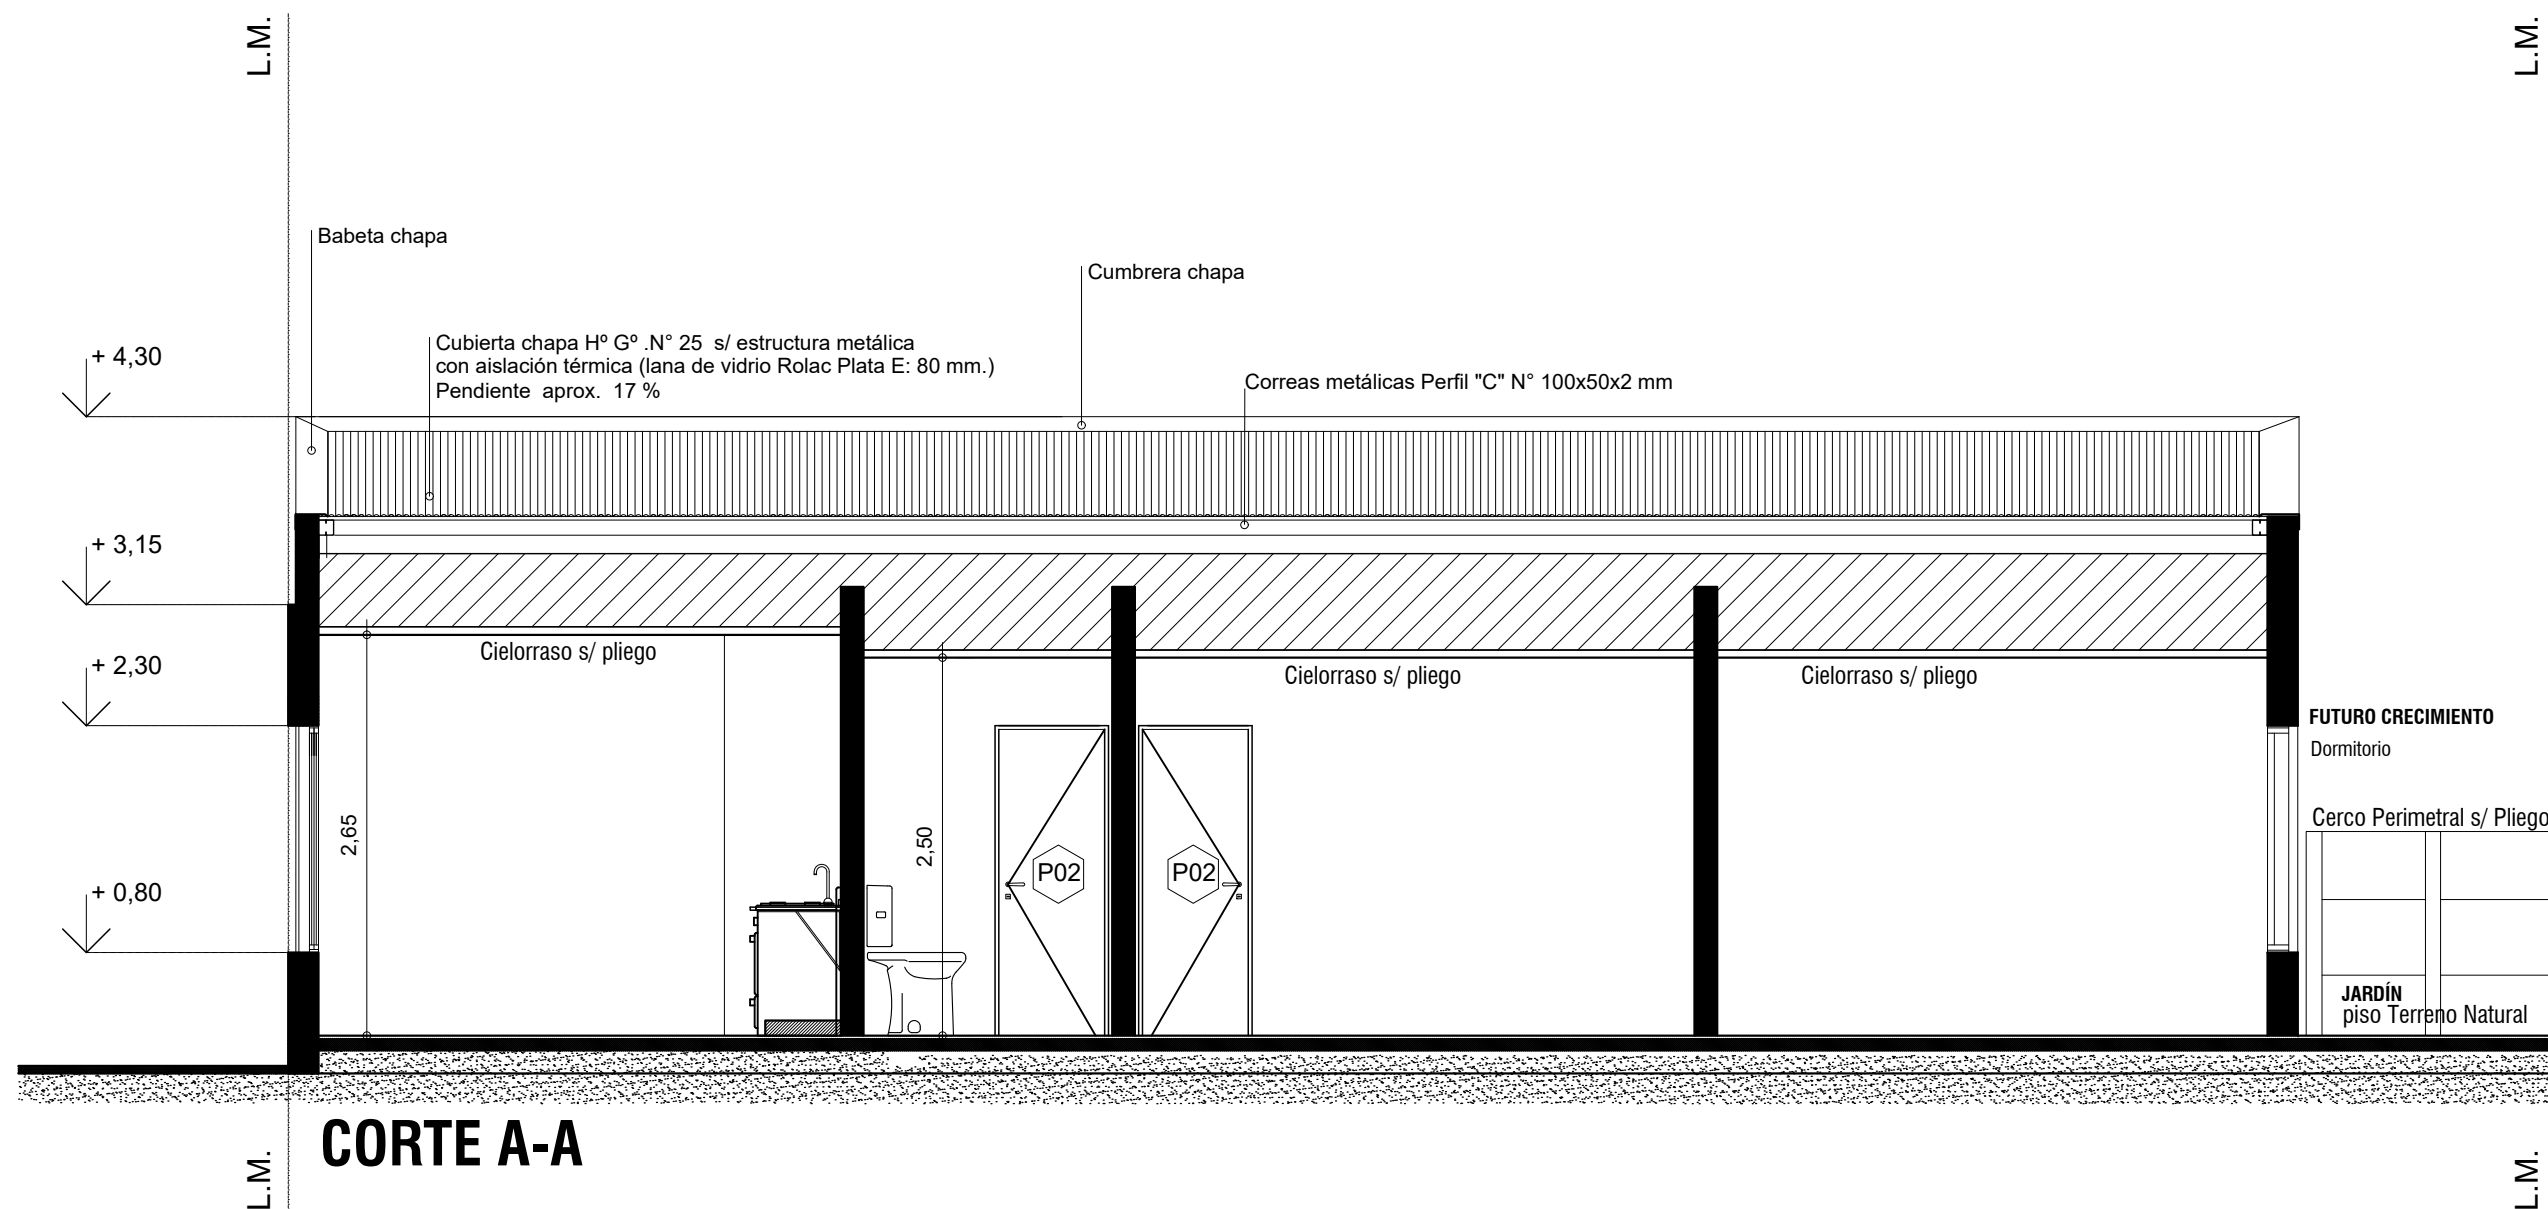 L.M.
L.M.
Babeta chapa
Cumbrera chapa
Cubierta chapa Hº Gº .N° 25 s/ estructura metálica
con aislación térmica (lana de vidrio Rolac Plata E: 80 mm.)
Pendiente aprox. 17 %
Correas metálicas Perfil "C" N° 100x50x2 mm
+ 4,30
+ 3,15
+ 2,30
+ 0,80
Cielorraso s/ pliego
Cielorraso s/ pliego
Cielorraso s/ pliego
2,65
2,50
P02
P02
FUTURO CRECIMIENTO
Dormitorio
Cerco Perimetral s/ Pliego
JARDÍN
piso Terreno Natural
CORTE A-A
L.M.
L.M.